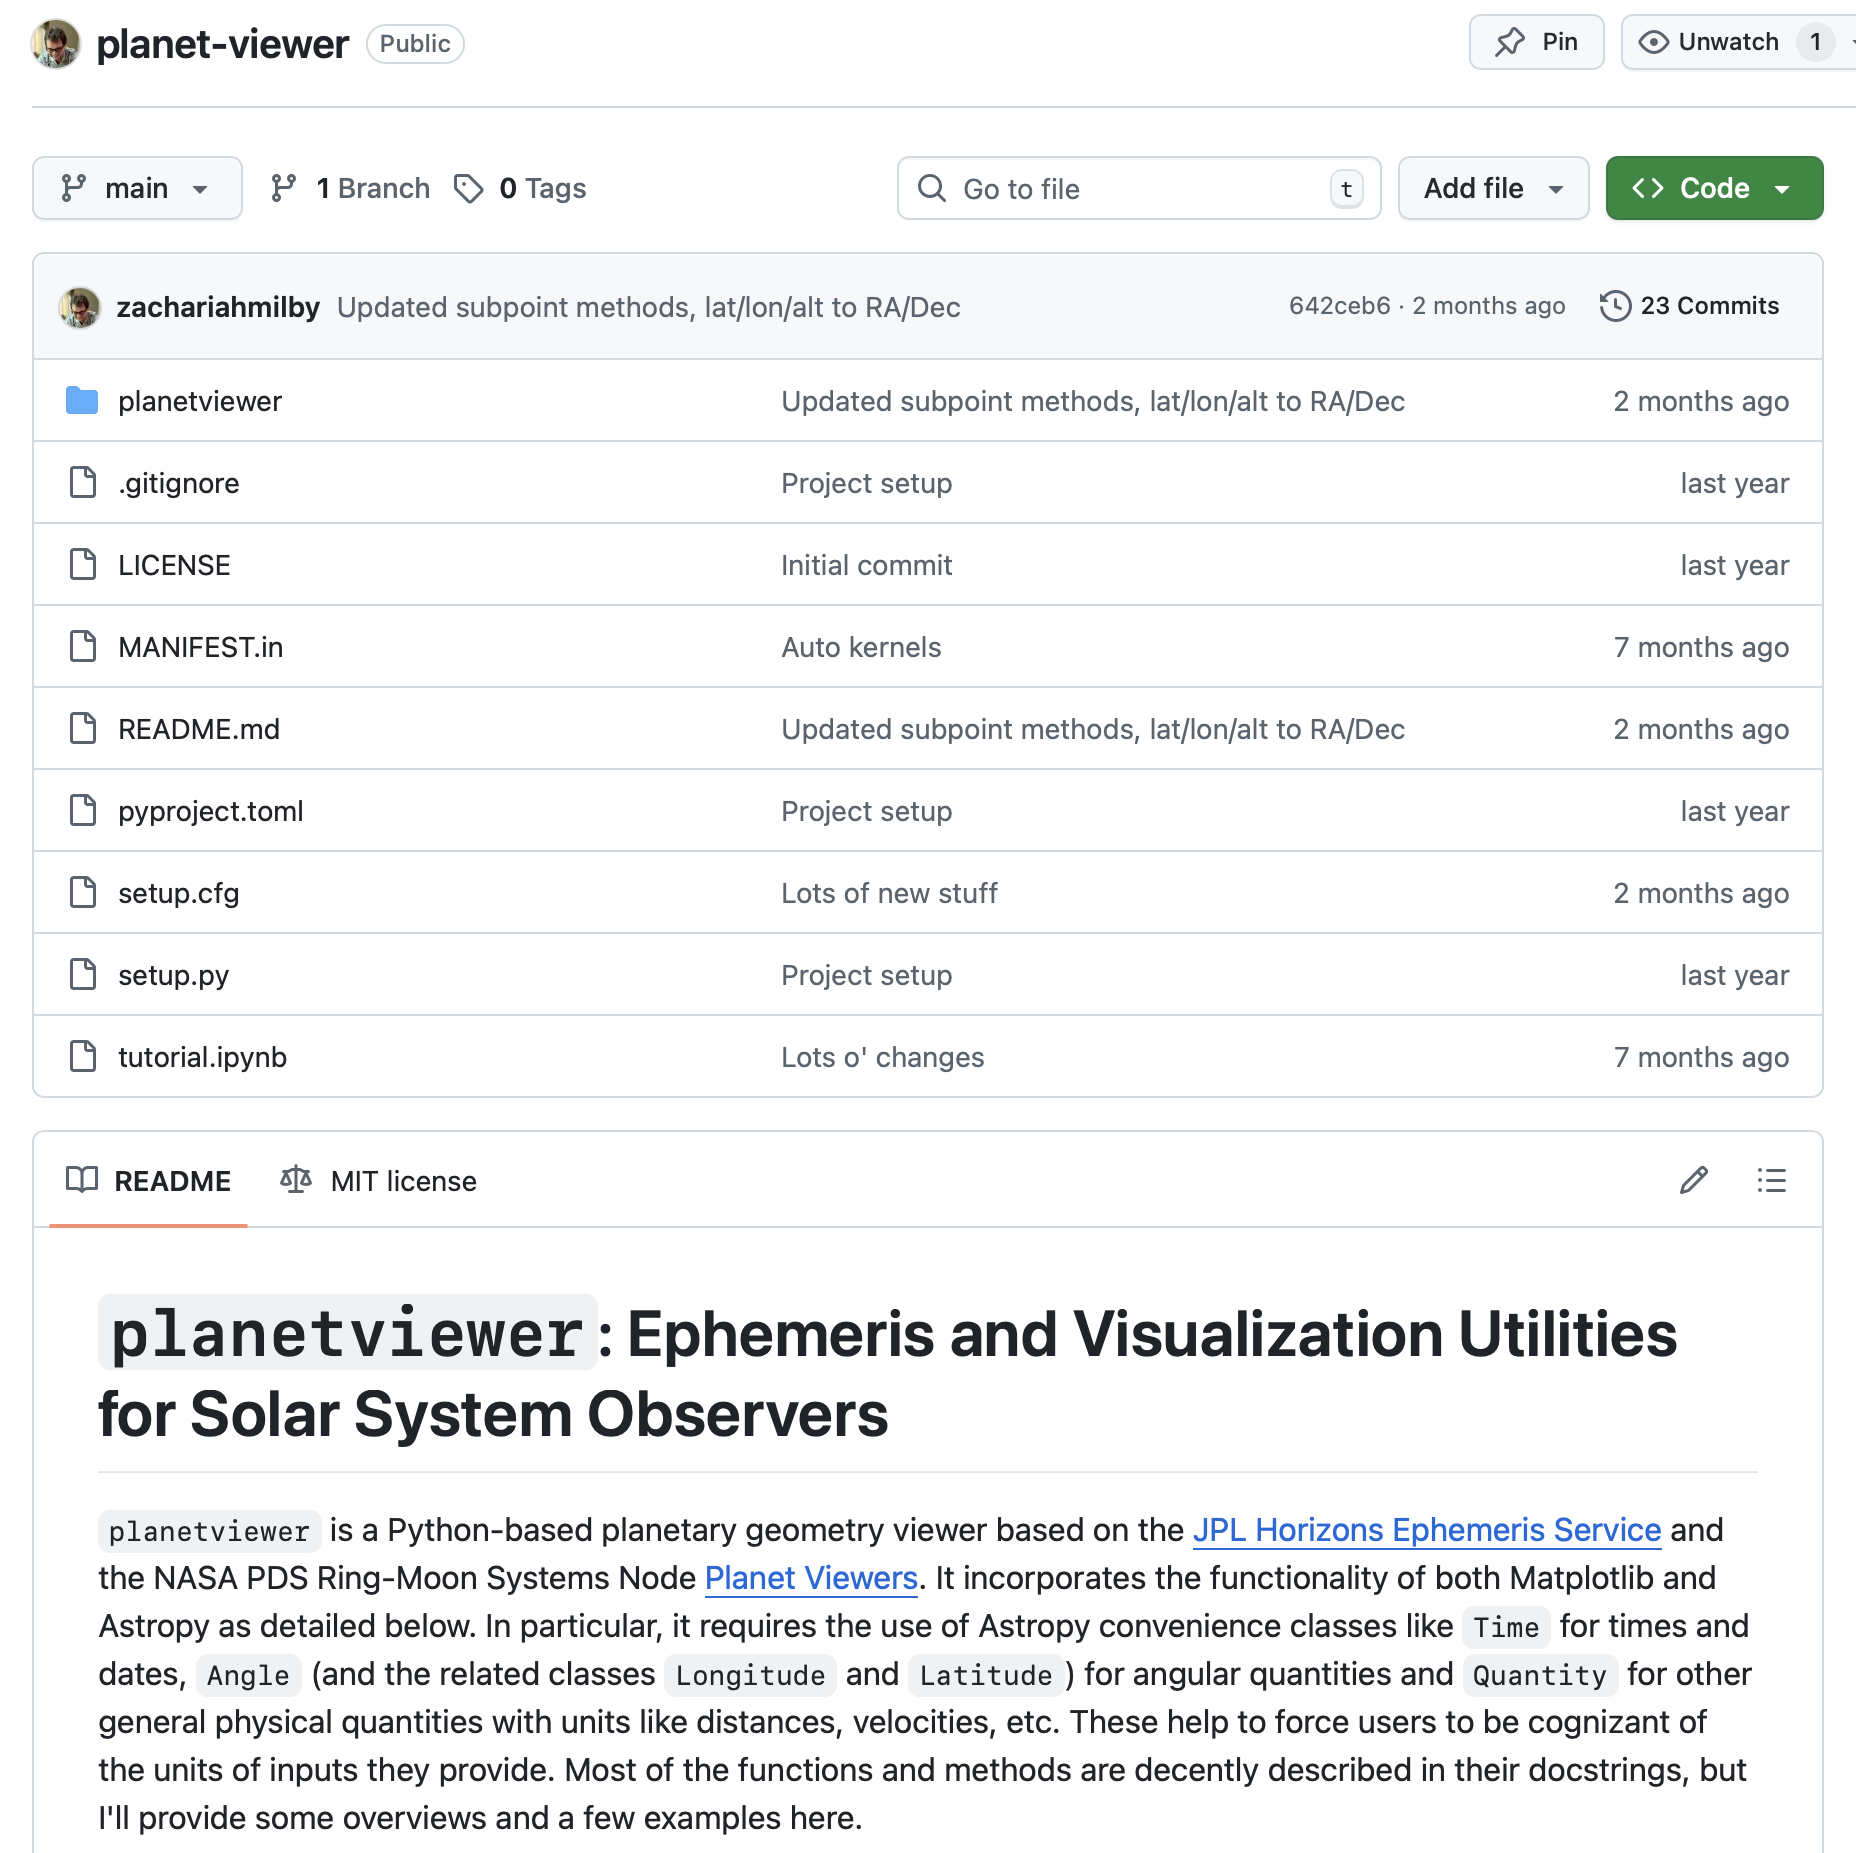 planet-viewer Public Pin Unwatch 1
main 1 Branch 0 Tags Go to file t Add file Code
zachariahmilby Updated subpoint methods, lat/lon/alt to RA/Dec 642ceb6 · 2 months ago 23 Commits
planetviewer Updated subpoint methods, lat/lon/alt to RA/Dec 2 months ago
.gitignore Project setup last year
LICENSE Initial commit last year
MANIFEST.in Auto kernels 7 months ago
README.md Updated subpoint methods, lat/lon/alt to RA/Dec 2 months ago
pyproject.toml Project setup last year
setup.cfg Lots of new stuff 2 months ago
setup.py Project setup last year
tutorial.ipynb Lots o' changes 7 months ago
README MIT license
planetviewer: Ephemeris and Visualization Utilities
for Solar System Observers
planetviewer is a Python-based planetary geometry viewer based on the JPL Horizons Ephemeris Service and
the NASA PDS Ring-Moon Systems Node Planet Viewers. It incorporates the functionality of both Matplotlib and
Astropy as detailed below. In particular, it requires the use of Astropy convenience classes like Time for times and
dates, Angle (and the related classes Longitude and Latitude) for angular quantities and Quantity for other
general physical quantities with units like distances, velocities, etc. These help to force users to be cognizant of
the units of inputs they provide. Most of the functions and methods are decently described in their docstrings, but
I'll provide some overviews and a few examples here.